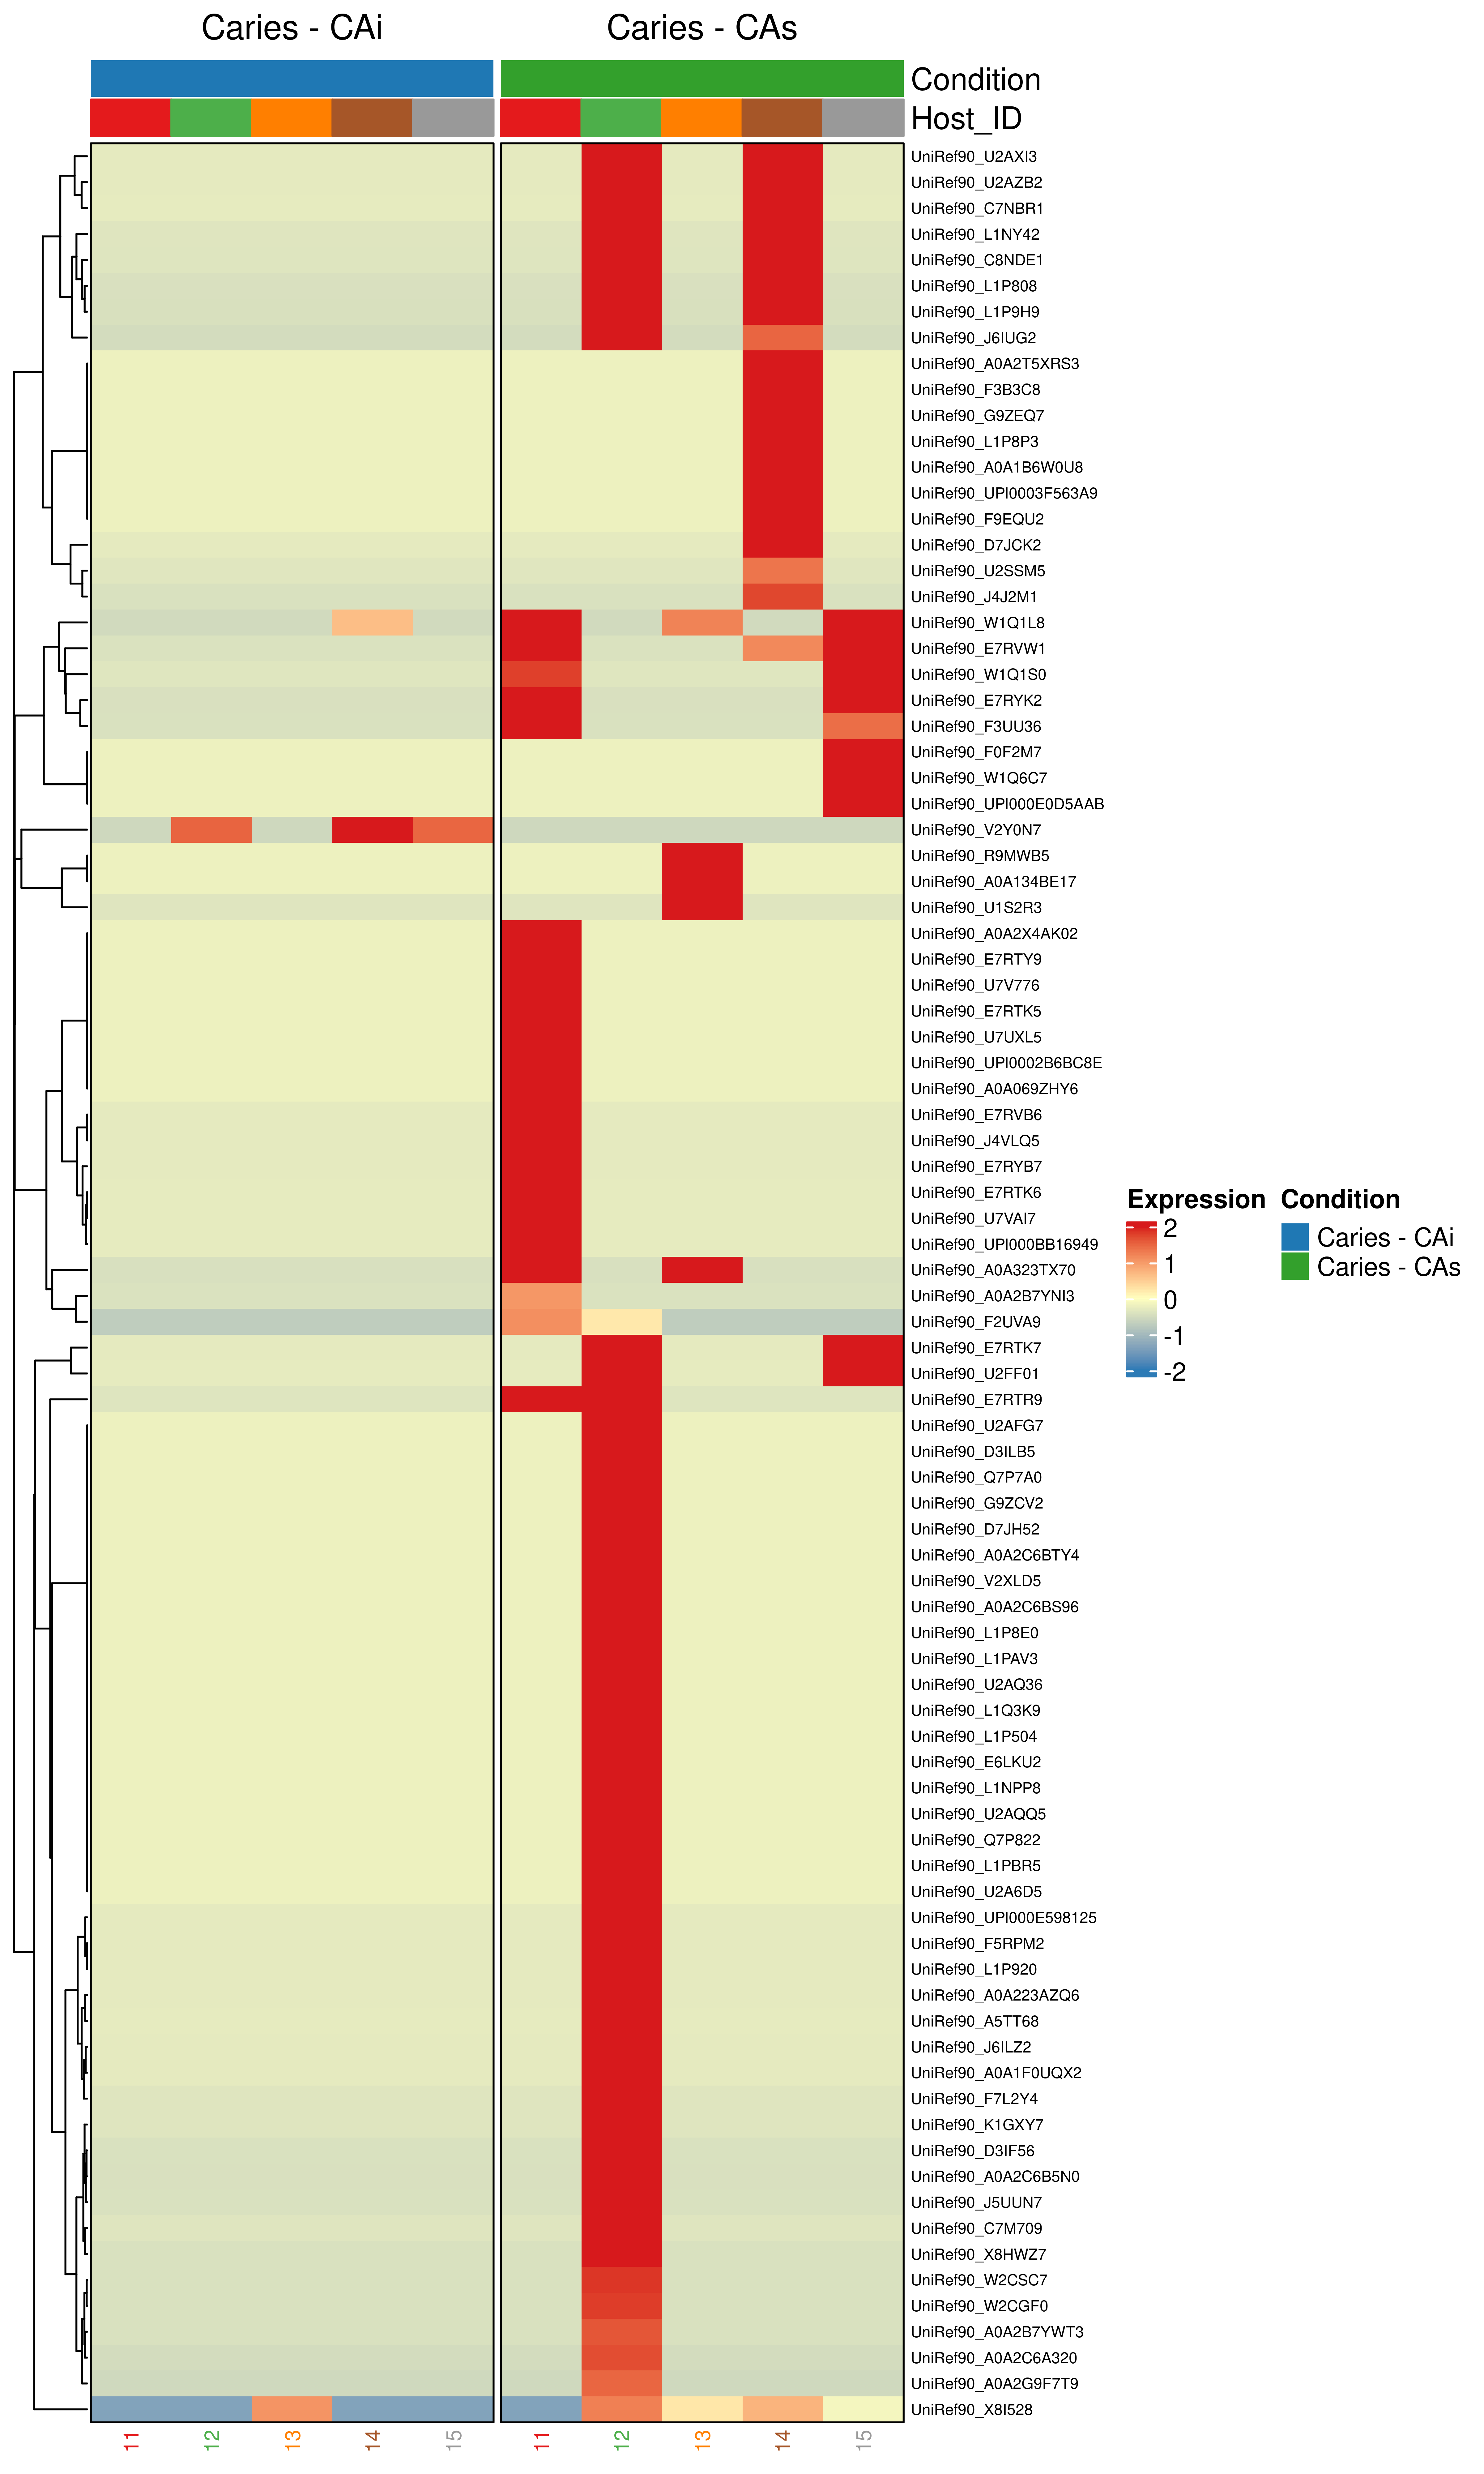 Caries - CAi
Caries - CAs
Condition
Host_ID
UniRef90_U2AXI3
UniRef90_U2AZB2
UniRef90_C7NBR1
UniRef90_L1NY42
UniRef90_C8NDE1
UniRef90_L1P808
UniRef90_L1P9H9
UniRef90_J6IUG2
UniRef90_A0A2T5XRS3
UniRef90_F3B3C8
UniRef90_G9ZEQ7
UniRef90_L1P8P3
UniRef90_A0A1B6W0U8
UniRef90_UPI0003F563A9
UniRef90_F9EQU2
UniRef90_D7JCK2
UniRef90_U2SSM5
UniRef90_J4J2M1
UniRef90_W1Q1L8
UniRef90_E7RVW1
UniRef90_W1Q1S0
UniRef90_E7RYK2
UniRef90_F3UU36
UniRef90_F0F2M7
UniRef90_W1Q6C7
UniRef90_UPI000E0D5AAB
UniRef90_V2Y0N7
UniRef90_R9MWB5
UniRef90_A0A134BE17
UniRef90_U1S2R3
UniRef90_A0A2X4AK02
UniRef90_E7RTY9
UniRef90_U7V776
UniRef90_E7RTK5
UniRef90_U7UXL5
UniRef90_UPI0002B6BC8E
UniRef90_A0A069ZHY6
UniRef90_E7RVB6
UniRef90_J4VLQ5
UniRef90_E7RYB7
UniRef90_E7RTK6
UniRef90_U7VAI7
UniRef90_UPI000BB16949
UniRef90_A0A323TX70
UniRef90_A0A2B7YNI3
UniRef90_F2UVA9
UniRef90_E7RTK7
UniRef90_U2FF01
UniRef90_E7RTR9
UniRef90_U2AFG7
UniRef90_D3ILB5
UniRef90_Q7P7A0
UniRef90_G9ZCV2
UniRef90_D7JH52
UniRef90_A0A2C6BTY4
UniRef90_V2XLD5
UniRef90_A0A2C6BS96
UniRef90_L1P8E0
UniRef90_L1PAV3
UniRef90_U2AQ36
UniRef90_L1Q3K9
UniRef90_L1P504
UniRef90_E6LKU2
UniRef90_L1NPP8
UniRef90_U2AQQ5
UniRef90_Q7P822
UniRef90_L1PBR5
UniRef90_U2A6D5
UniRef90_UPI000E598125
UniRef90_F5RPM2
UniRef90_L1P920
UniRef90_A0A223AZQ6
UniRef90_A5TT68
UniRef90_J6ILZ2
UniRef90_A0A1F0UQX2
UniRef90_F7L2Y4
UniRef90_K1GXY7
UniRef90_D3IF56
UniRef90_A0A2C6B5N0
UniRef90_J5UUN7
UniRef90_C7M709
UniRef90_X8HWZ7
UniRef90_W2CSC7
UniRef90_W2CGF0
UniRef90_A0A2B7YWT3
UniRef90_A0A2C6A320
UniRef90_A0A2G9F7T9
UniRef90_X8I528
11 12 13 14 15 11 12 13 14 15
Expression
2
1
0
-1
-2
Condition
Caries - CAi
Caries - CAs